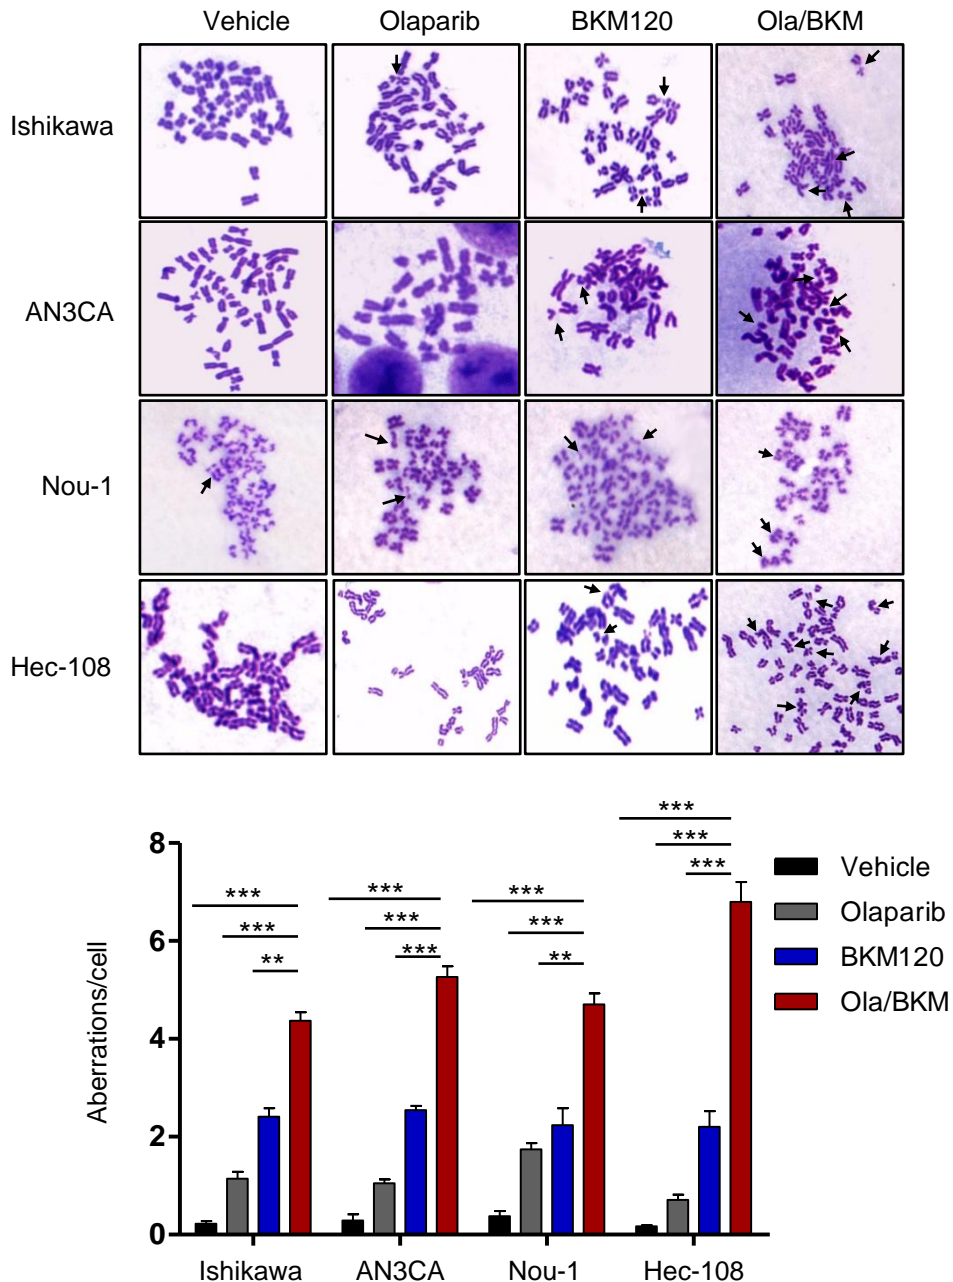 Vehicle Olaparib BKM120 Ola/BKM
Ishikawa
AN3CA
Nou-1
Hec-108
Aberrations/cell
8
6
4
2
0
*** *** **
*** *** ***
*** *** **
*** *** ***
Vehicle
Olaparib
BKM120
Ola/BKM
Ishikawa AN3CA Nou-1 Hec-108